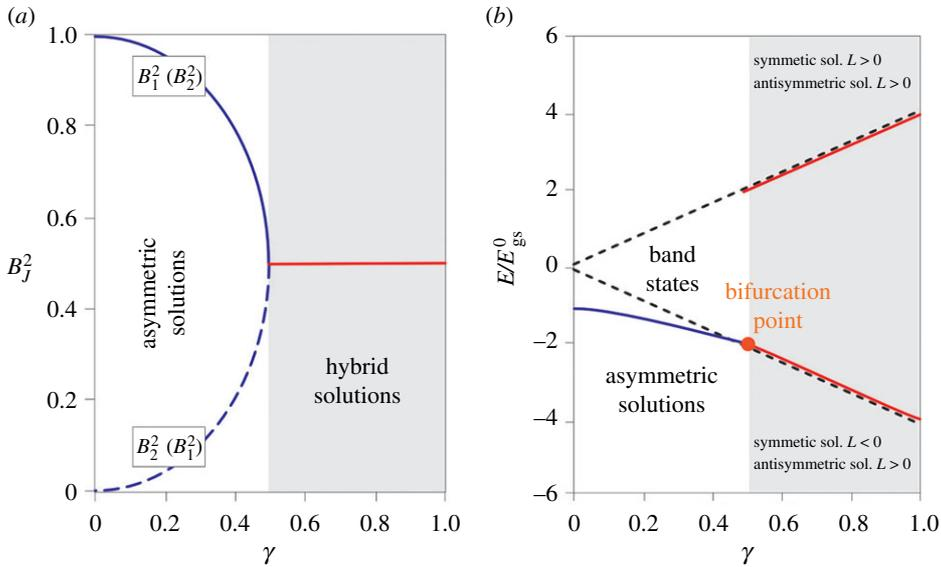 (a)
1.0
0.8
0.6
0.4
0.2
0
B_J^2
B_1^2 (B_2^2)
asymmetric
solutions
hybrid
solutions
B_2^2 (B_1^2)
0 0.2 0.4 0.6 0.8 1.0
γ
(b)
6
4
2
0
−2
−4
−6
E/E_gs^0
symmetic sol. L > 0
antisymmetric sol. L > 0
band
states
bifurcation
point
asymmetric
solutions
symmetic sol. L < 0
antisymmetric sol. L > 0
0 0.2 0.4 0.6 0.8 1.0
γ